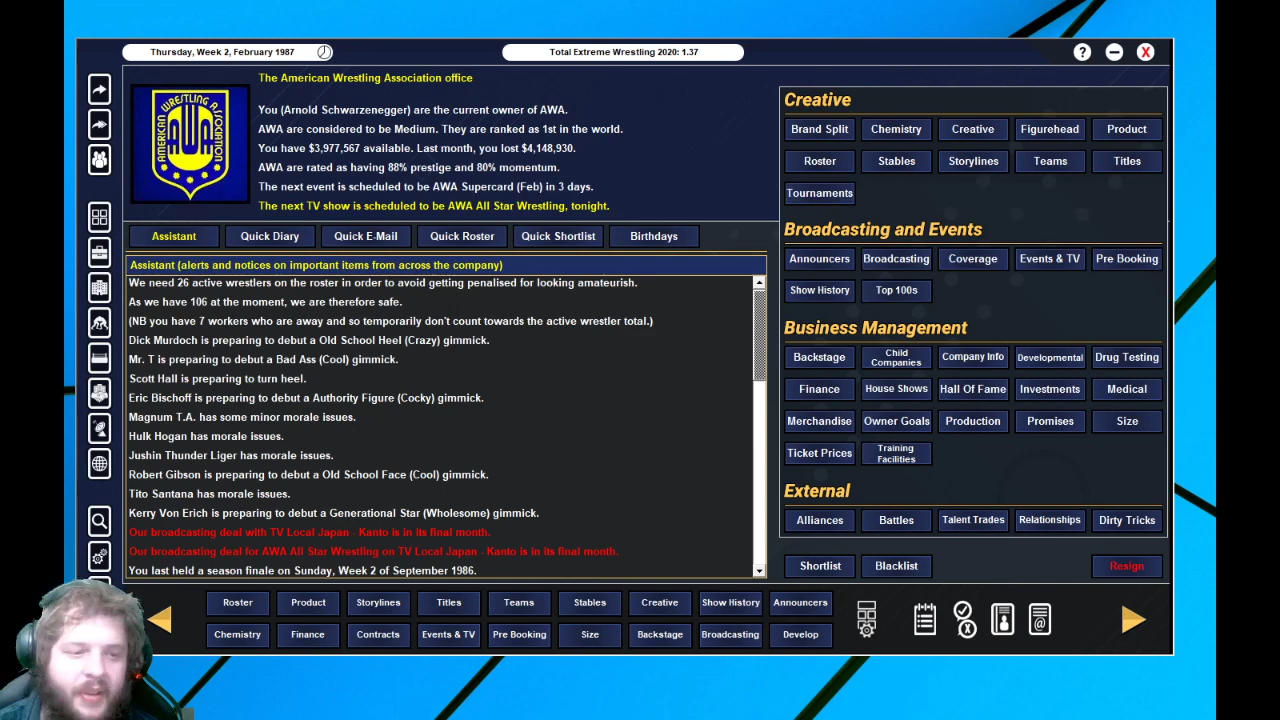 Thursday, Week 2, February 1987
Total Extreme Wrestling 2020: 1.37
?
X
AMERICAN WRESTLING ASSOCIATION
AWA
The American Wrestling Association office
You (Arnold Schwarzenegger) are the current owner of AWA.
AWA are considered to be Medium. They are ranked as 1st in the world.
You have $3,977,567 available. Last month, you lost $4,148,930.
AWA are rated as having 88% prestige and 80% momentum.
The next event is scheduled to be AWA Supercard (Feb) in 3 days.
The next TV show is scheduled to be AWA All Star Wrestling, tonight.
Assistant Quick Diary Quick E-Mail Quick Roster Quick Shortlist Birthdays
Assistant (alerts and notices on important items from across the company)
We need 26 active wrestlers on the roster in order to avoid getting penalised for looking amateurish.
As we have 106 at the moment, we are therefore safe.
(NB you have 7 workers who are away and so temporarily don't count towards the active wrestler total.)
Dick Murdoch is preparing to debut a Old School Heel (Crazy) gimmick.
Mr. T is preparing to debut a Bad Ass (Cool) gimmick.
Scott Hall is preparing to turn heel.
Eric Bischoff is preparing to debut a Authority Figure (Cocky) gimmick.
Magnum T.A. has some minor morale issues.
Hulk Hogan has morale issues.
Jushin Thunder Liger has morale issues.
Robert Gibson is preparing to debut a Old School Face (Cool) gimmick.
Tito Santana has morale issues.
Kerry Von Erich is preparing to debut a Generational Star (Wholesome) gimmick.
Our broadcasting deal with TV Local Japan - Kanto is in its final month.
Our broadcasting deal for AWA All Star Wrestling on TV Local Japan - Kanto is in its final month.
You last held a season finale on Sunday, Week 2 of September 1986.
Creative
Brand Split Chemistry Creative Figurehead Product
Roster Stables Storylines Teams Titles
Tournaments
Broadcasting and Events
Announcers Broadcasting Coverage Events & TV Pre Booking
Show History Top 100s
Business Management
Backstage Child Companies Company Info Developmental Drug Testing
Finance House Shows Hall Of Fame Investments Medical
Merchandise Owner Goals Production Promises Size
Ticket Prices Training Facilities
External
Alliances Battles Talent Trades Relationships Dirty Tricks
Shortlist Blacklist Resign
Roster Product Storylines Titles Teams Stables Creative Show History Announcers
Chemistry Finance Contracts Events & TV Pre Booking Size Backstage Broadcasting Develop